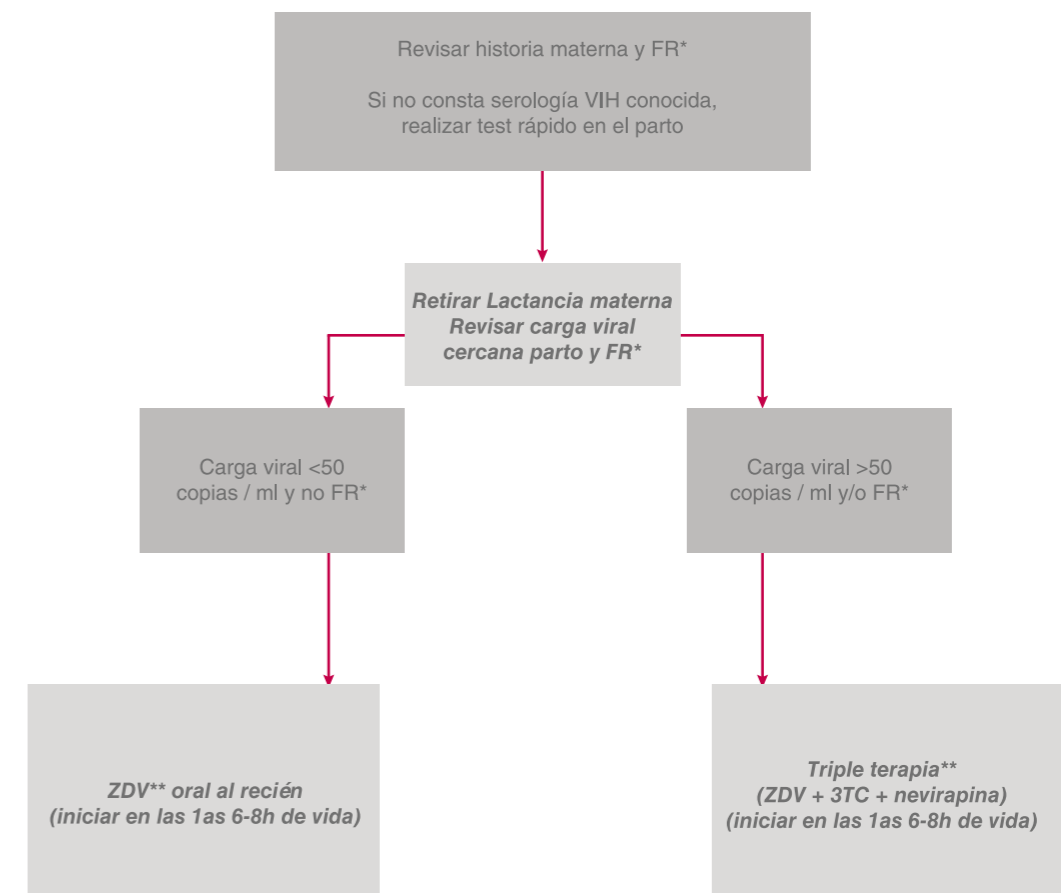 Revisar historia materna y FR*
Si no consta serología VIH conocida,
realizar test rápido en el parto
Retirar Lactancia materna
Revisar carga viral
cercana parto y FR*
Carga viral <50
copias / ml y no FR*
Carga viral >50
copias / ml y/o FR*
ZDV** oral al recién
(iniciar en las 1as 6-8h de vida)
Triple terapia**
(ZDV + 3TC + nevirapina)
(iniciar en las 1as 6-8h de vida)